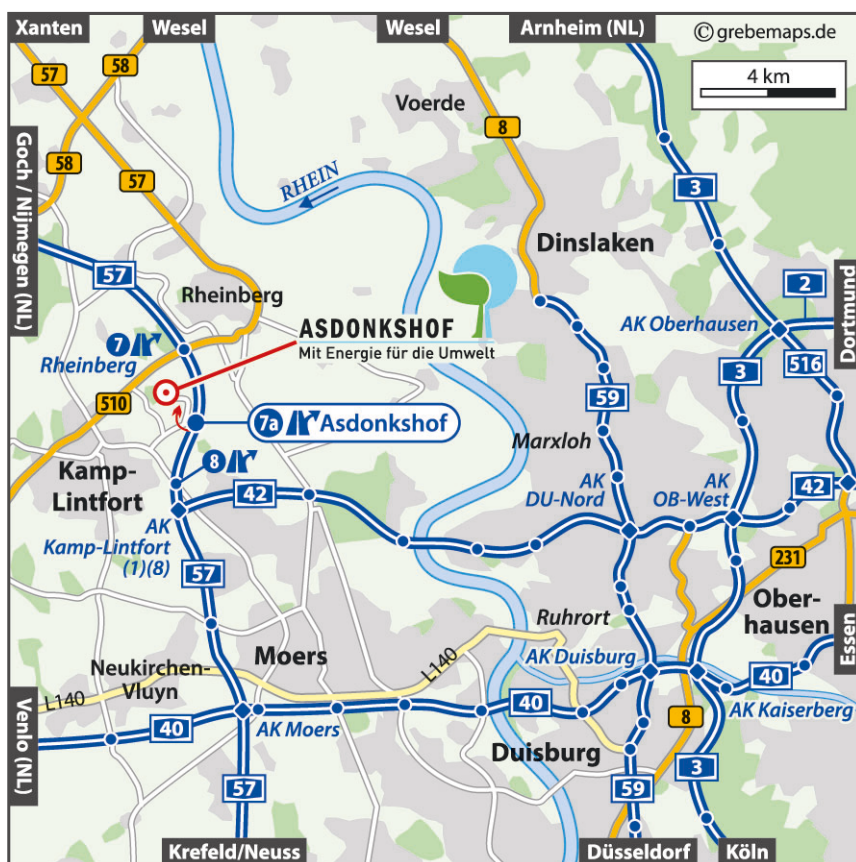 Xanten
Wesel
Wesel
Arnheim (NL)
© grebemaps.de
4 km
57
58
58
57
8
3
Voerde
RHEIN
Goch / Nijmegen (NL)
57
Dinslaken
Dortmund
2
AK Oberhausen
Rheinberg
ASDONKSHOF
Mit Energie für die Umwelt
7
Rheinberg
3
516
510
59
7a Asdonkshof
Marxloh
Kamp-
Lintfort
8
42
AK
DU-Nord
AK
OB-West
42
AK
Kamp-Lintfort
(1)(8)
57
231
Ober-
hausen
Essen
Ruhrort
Moers
L140
AK Duisburg
Neukirchen-
Vluyn
L140
40
40
40
AK Kaiserberg
Venlo (NL)
AK Moers
8
Duisburg
57
59
3
Krefeld/Neuss
Düsseldorf
Köln